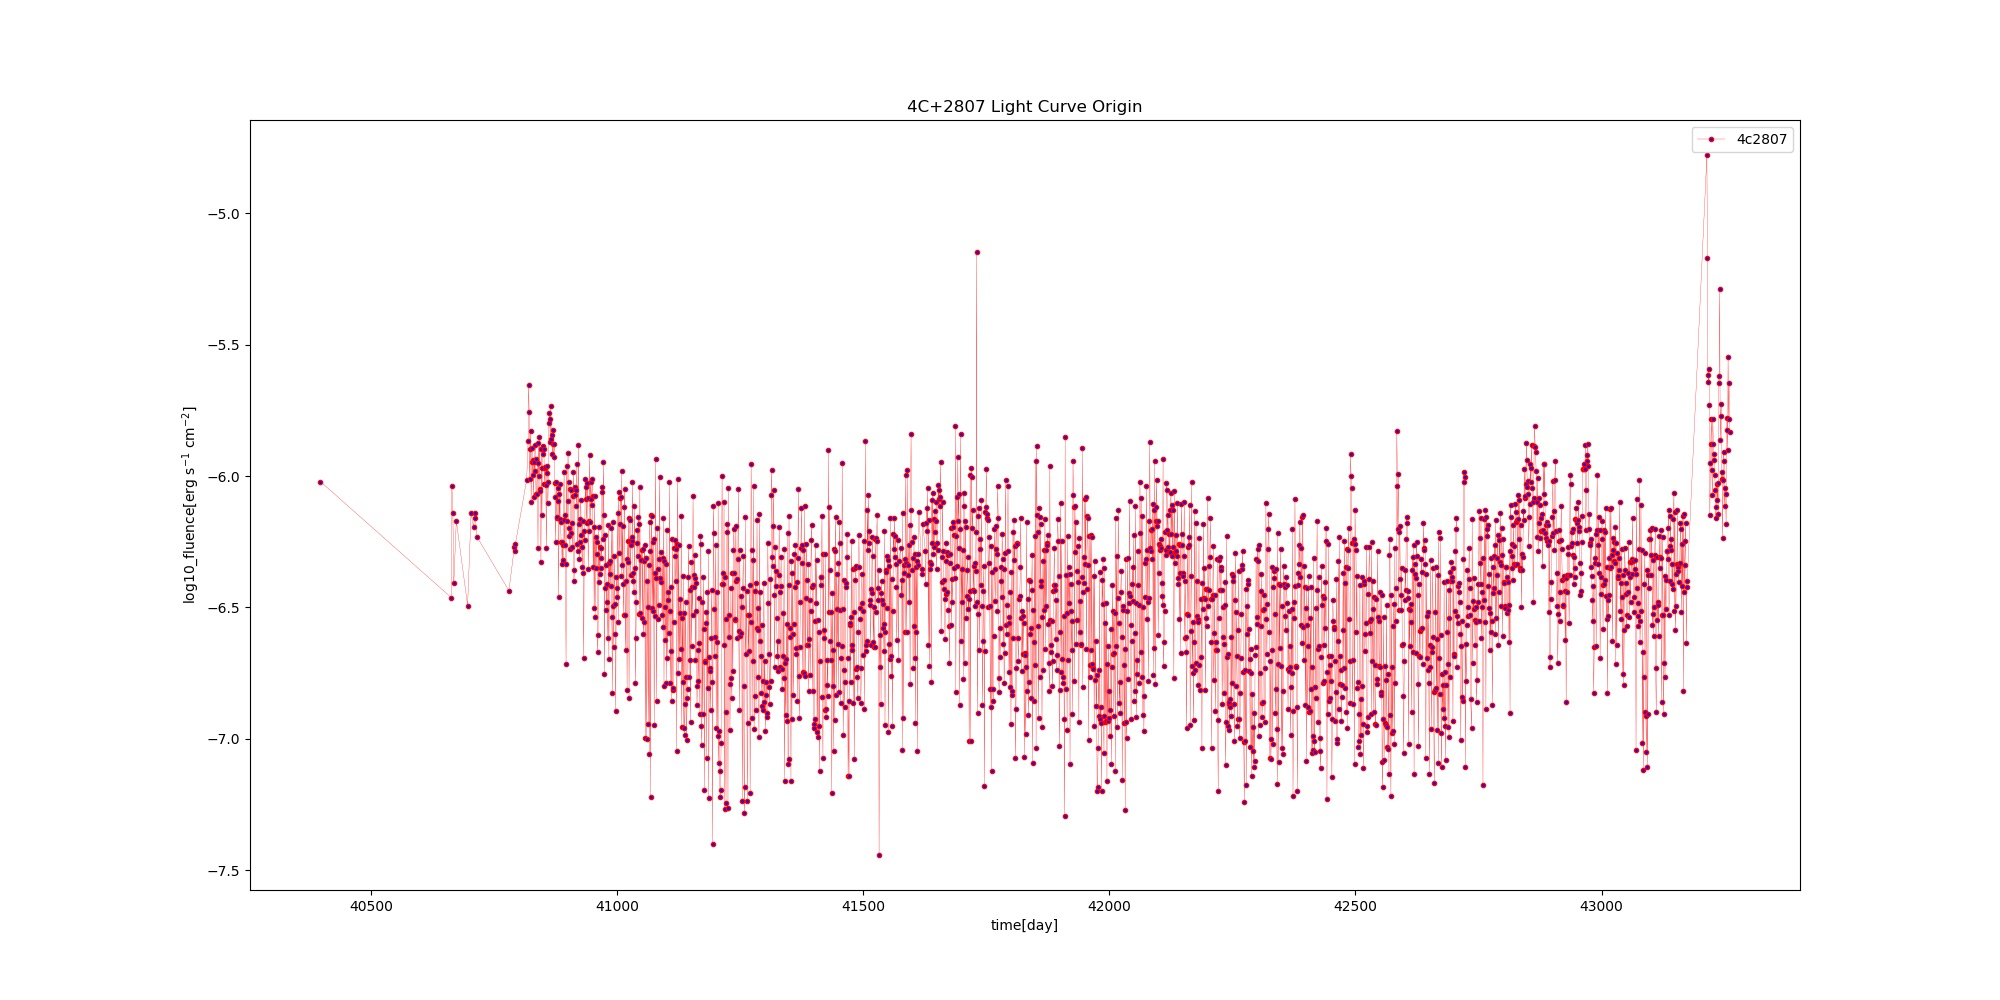 4C+2807 Light Curve Origin
4c2807
−5.0
−5.5
−6.0
−6.5
−7.0
−7.5
log10_fluence[erg s⁻¹ cm⁻²]
40500 41000 41500 42000 42500 43000
time[day]